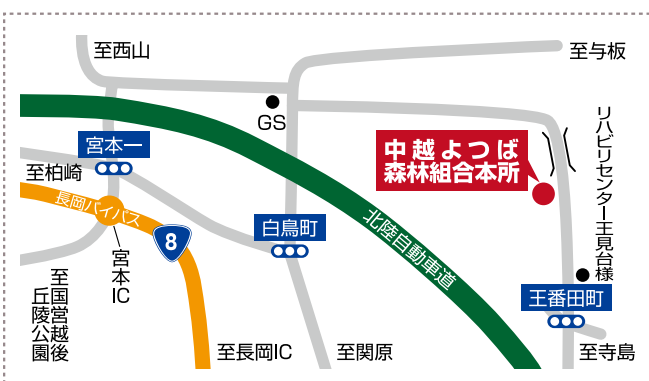 至西山
至与板
GS
リハビリセンター王見台様
宮本一
中越よつば
森林組合本所
至柏崎
長岡バイパス
8
白鳥町
北陸自動車道
宮本IC
至国営越後
丘陵公園
王番田町
至長岡IC
至関原
至寺島